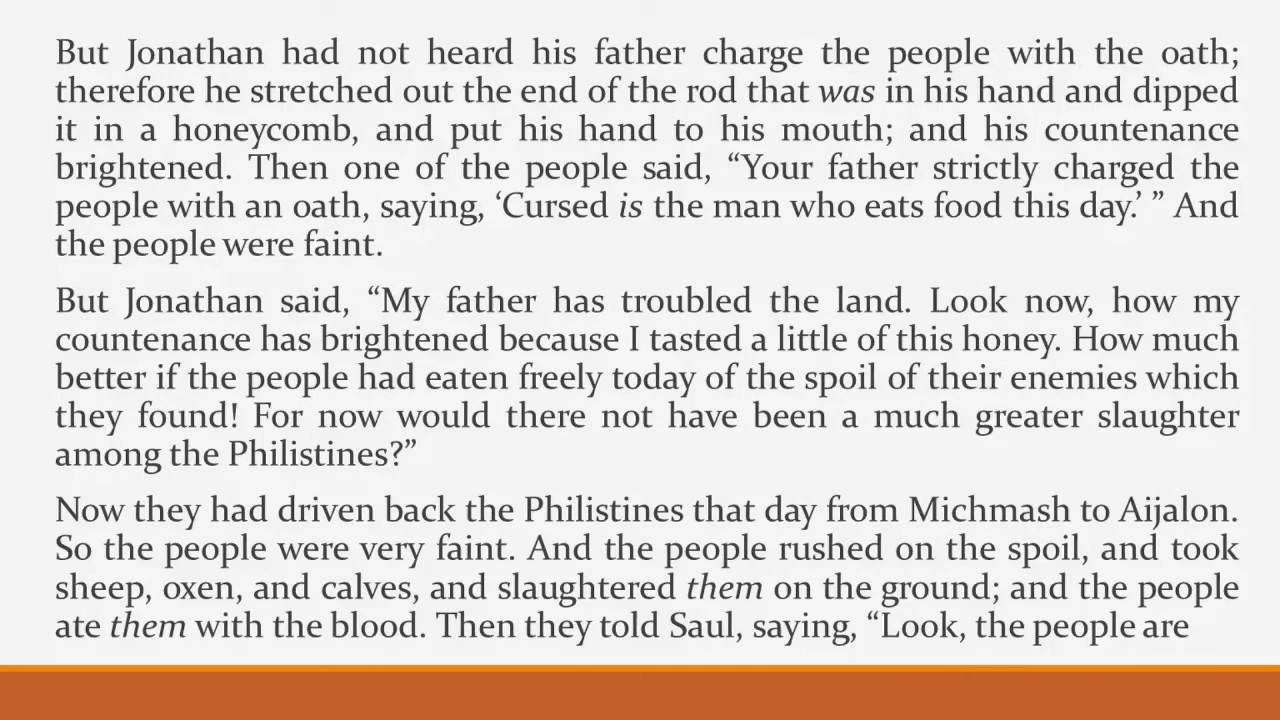 But Jonathan had not heard his father charge the people with the oath;
therefore he stretched out the end of the rod that was in his hand and dipped
it in a honeycomb, and put his hand to his mouth; and his countenance
brightened. Then one of the people said, “Your father strictly charged the
people with an oath, saying, ‘Cursed is the man who eats food this day.’ ” And
the people were faint.
But Jonathan said, “My father has troubled the land. Look now, how my
countenance has brightened because I tasted a little of this honey. How much
better if the people had eaten freely today of the spoil of their enemies which
they found! For now would there not have been a much greater slaughter
among the Philistines?”
Now they had driven back the Philistines that day from Michmash to Aijalon.
So the people were very faint. And the people rushed on the spoil, and took
sheep, oxen, and calves, and slaughtered them on the ground; and the people
ate them with the blood. Then they told Saul, saying, “Look, the people are